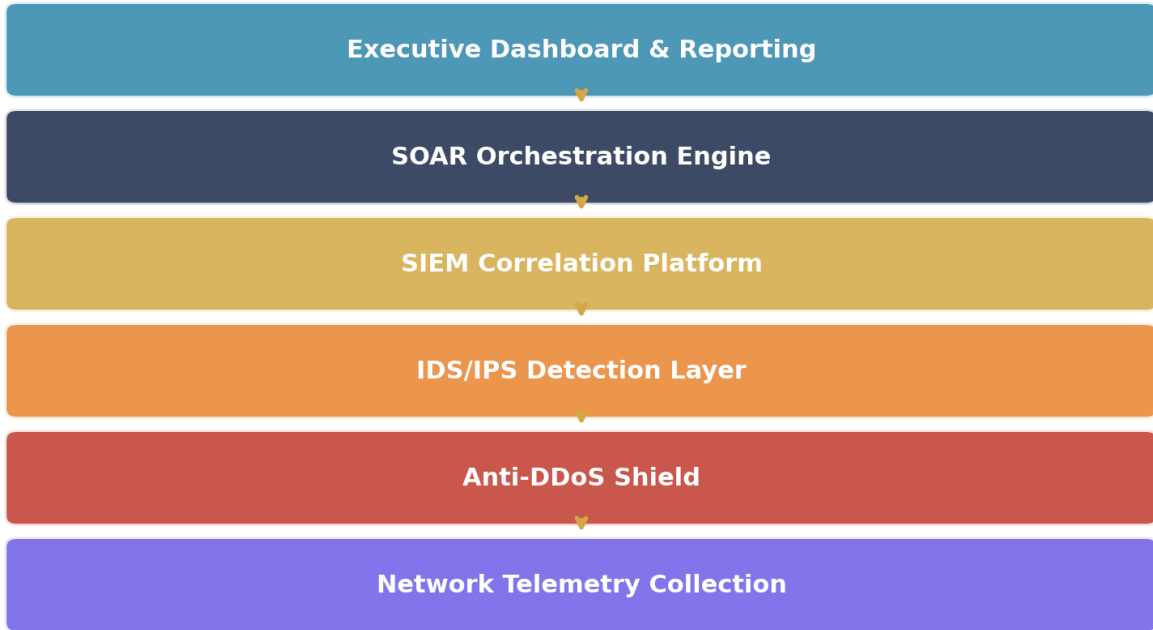 Executive Dashboard & Reporting
SOAR Orchestration Engine
SIEM Correlation Platform
IDS/IPS Detection Layer
Anti-DDoS Shield
Network Telemetry Collection